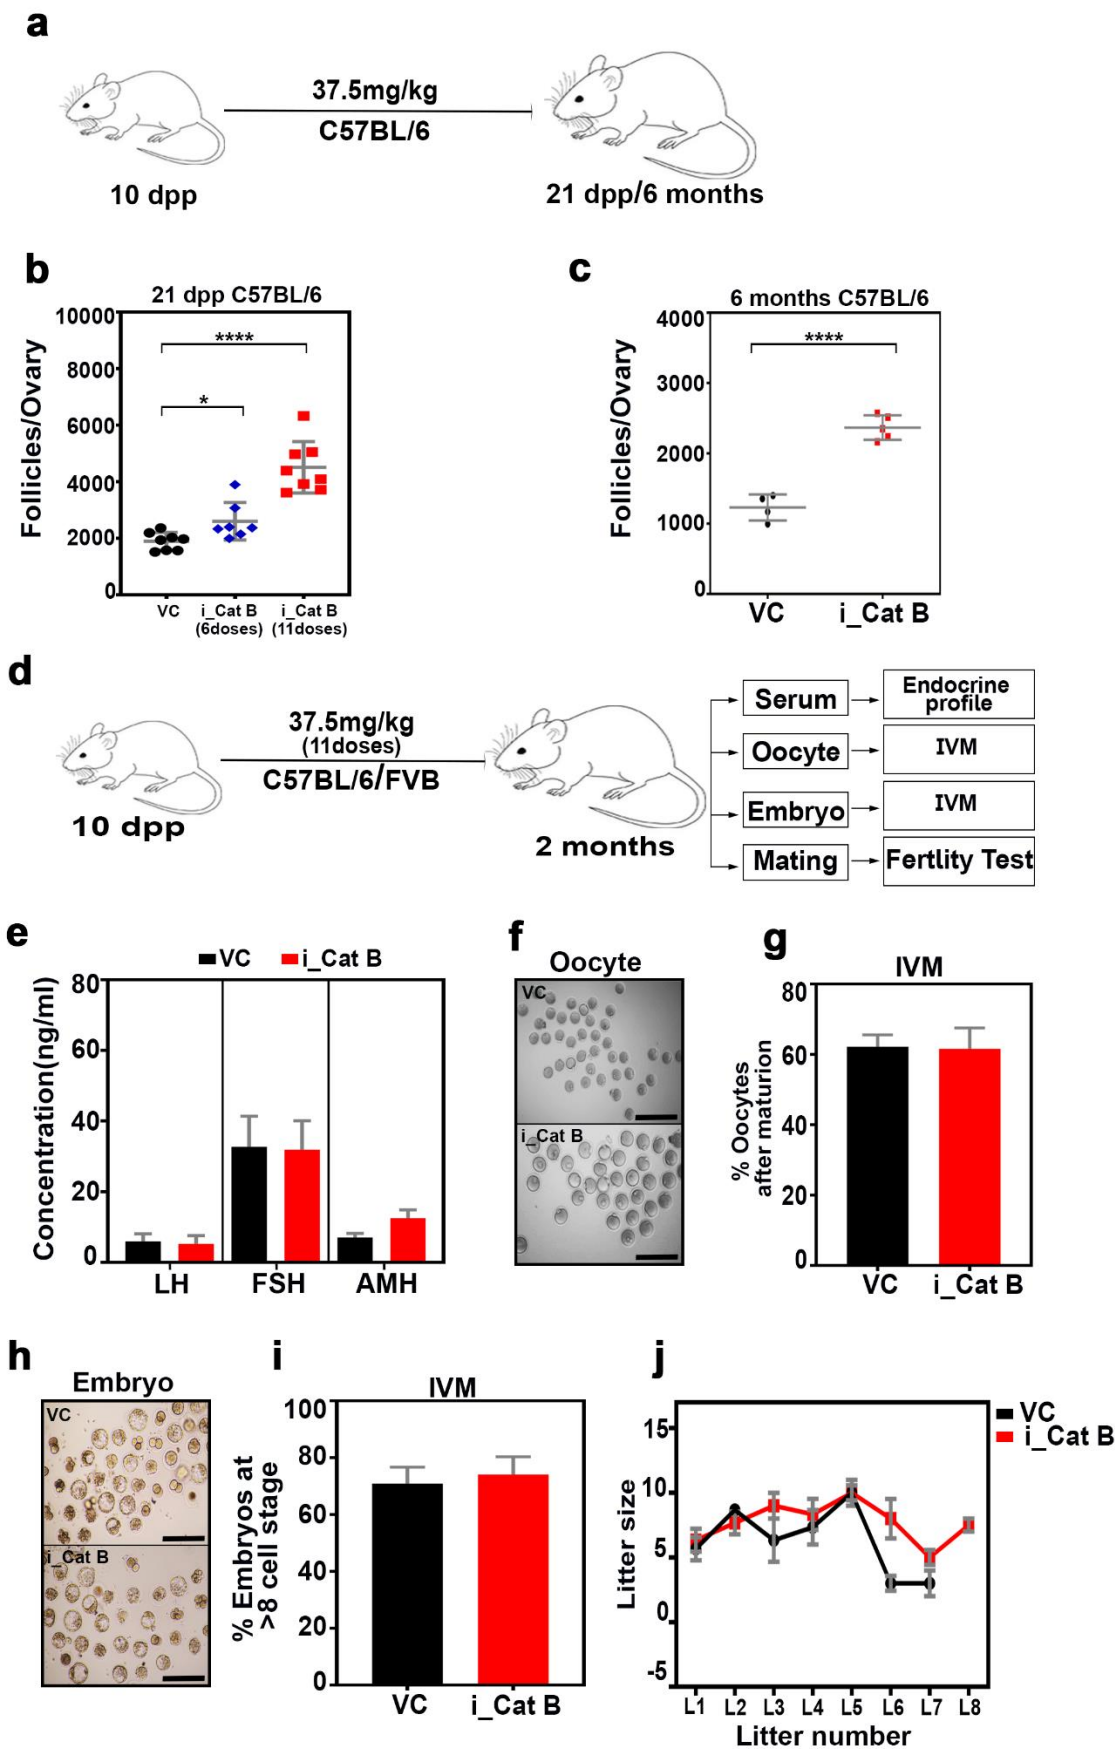 a
37.5mg/kg
C57BL/6
10 dpp
21 dpp/6 months
b
21 dpp C57BL/6
Follicles/Ovary
10000
8000
6000
4000
2000
0
****
*
VC
i_Cat B
(6doses)
i_Cat B
(11doses)
c
6 months C57BL/6
Follicles/Ovary
4000
3000
2000
1000
0
****
VC
i_Cat B
d
37.5mg/kg
(11doses)
C57BL/6/FVB
10 dpp
2 months
Serum
Endocrine
profile
Oocyte
IVM
Embryo
IVM
Mating
Fertlity Test
e
VC
i_Cat B
Concentration(ng/ml)
80
60
40
20
0
LH
FSH
AMH
f
Oocyte
VC
i_Cat B
g
IVM
% Oocytes
after maturion
80
60
40
20
0
VC
i_Cat B
h
Embryo
VC
i_Cat B
i
IVM
% Embryos at
>8 cell stage
100
80
60
40
20
0
VC
i_Cat B
j
VC
i_Cat B
Litter size
15
10
5
0
-5
L1
L2
L3
L4
L5
L6
L7
L8
Litter number